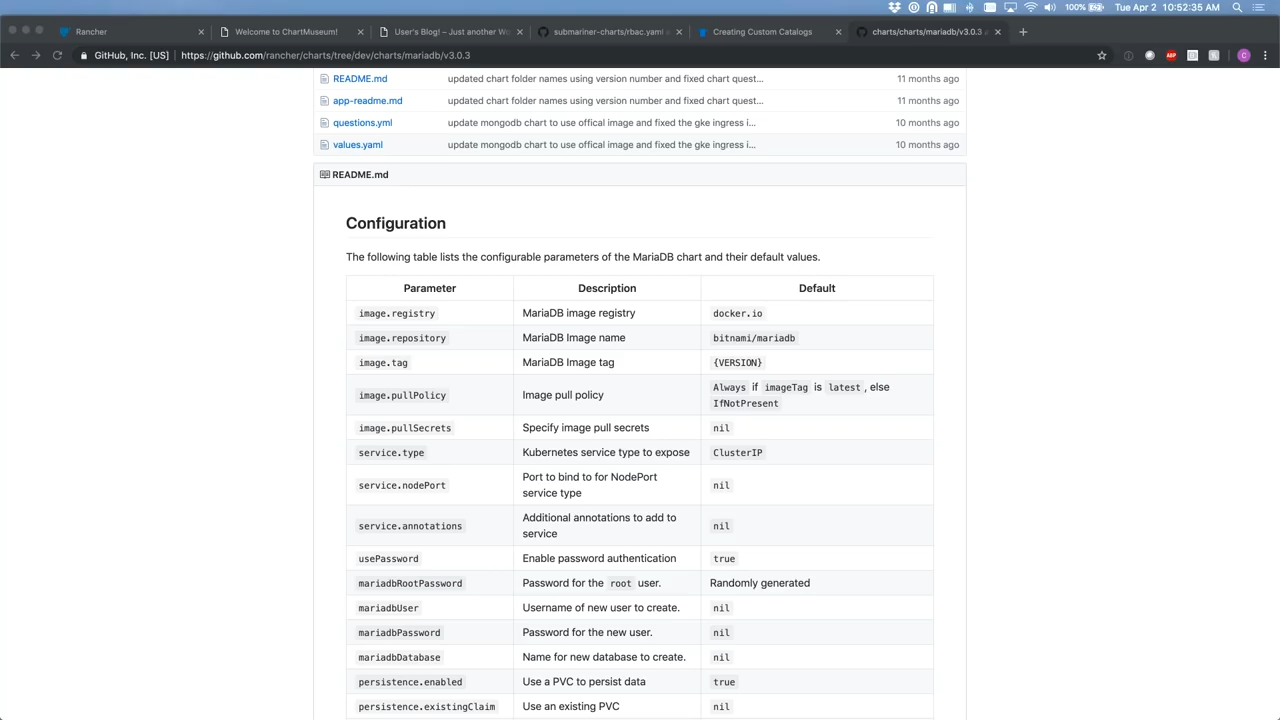 100% Tue Apr 2 10:52:35 AM
Rancher Welcome to ChartMuseum! User's Blog! – Just another Wo submariner-charts/rbac.yaml a Creating Custom Catalogs charts/charts/mariadb/v3.0.3 a
GitHub, Inc. [US] https://github.com/rancher/charts/tree/dev/charts/mariadb/v3.0.3 ABP C
README.md updated chart folder names using version number and fixed chart quest… 11 months ago
app-readme.md updated chart folder names using version number and fixed chart quest… 11 months ago
questions.yml update mongodb chart to use offical image and fixed the gke ingress i… 10 months ago
values.yaml update mongodb chart to use offical image and fixed the gke ingress i… 10 months ago
README.md
Configuration
The following table lists the configurable parameters of the MariaDB chart and their default values.
Parameter Description Default
image.registry MariaDB image registry docker.io
image.repository MariaDB Image name bitnami/mariadb
image.tag MariaDB Image tag {VERSION}
image.pullPolicy Image pull policy Always if imageTag is latest, else
IfNotPresent
image.pullSecrets Specify image pull secrets nil
service.type Kubernetes service type to expose ClusterIP
service.nodePort Port to bind to for NodePort
service type nil
service.annotations Additional annotations to add to
service nil
usePassword Enable password authentication true
mariadbRootPassword Password for the root user. Randomly generated
mariadbUser Username of new user to create. nil
mariadbPassword Password for the new user. nil
mariadbDatabase Name for new database to create. nil
persistence.enabled Use a PVC to persist data true
persistence.existingClaim Use an existing PVC nil